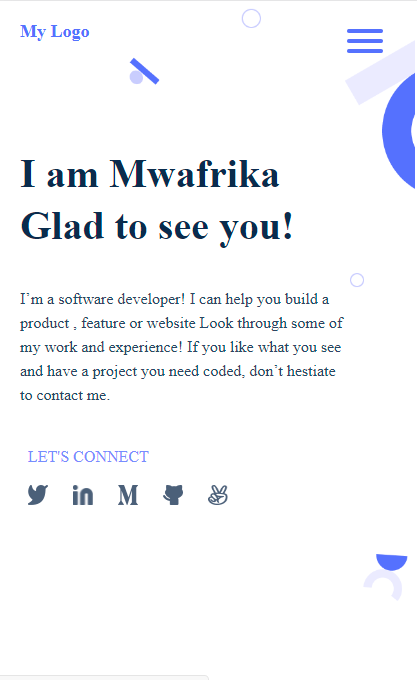 My Logo
I am Mwafrika
Glad to see you!
I’m a software developer! I can help you build a
product , feature or website Look through some of
my work and experience! If you like what you see
and have a project you need coded, don’t hestiate
to contact me.
LET'S CONNECT